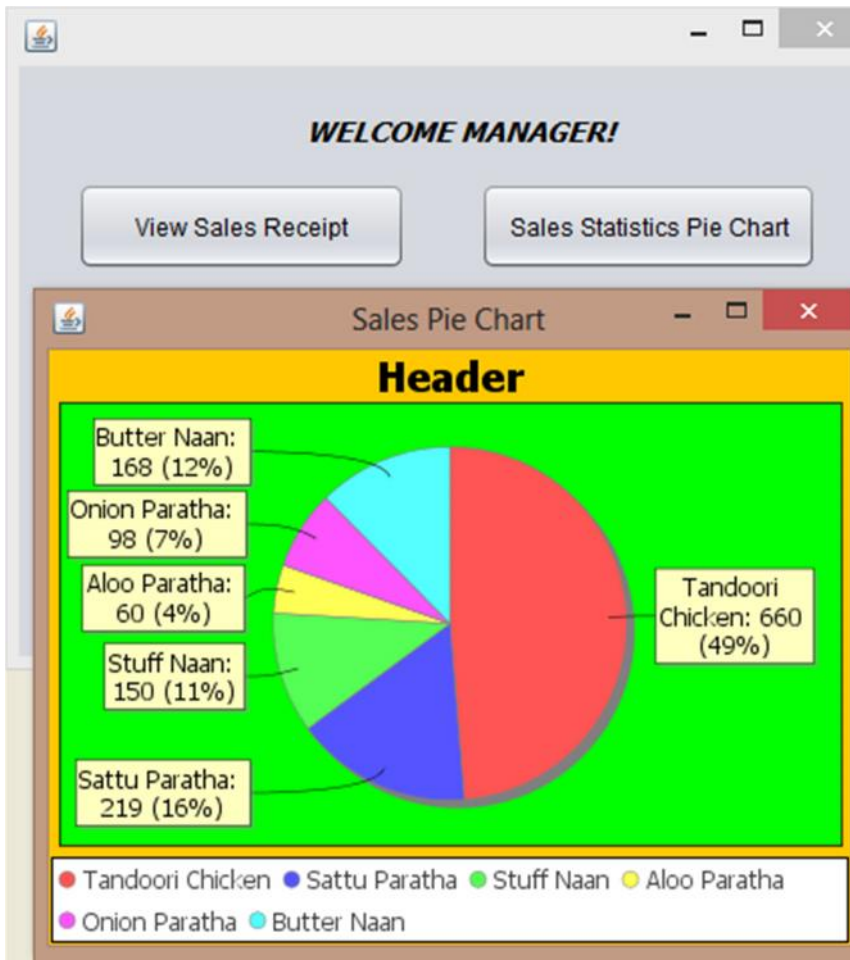 WELCOME MANAGER!
View Sales Receipt
Sales Statistics Pie Chart
Sales Pie Chart
Header
Butter Naan:
168 (12%)
Onion Paratha:
98 (7%)
Aloo Paratha:
60 (4%)
Stuff Naan:
150 (11%)
Sattu Paratha:
219 (16%)
Tandoori
Chicken: 660
(49%)
Tandoori Chicken Sattu Paratha Stuff Naan Aloo Paratha
Onion Paratha Butter Naan